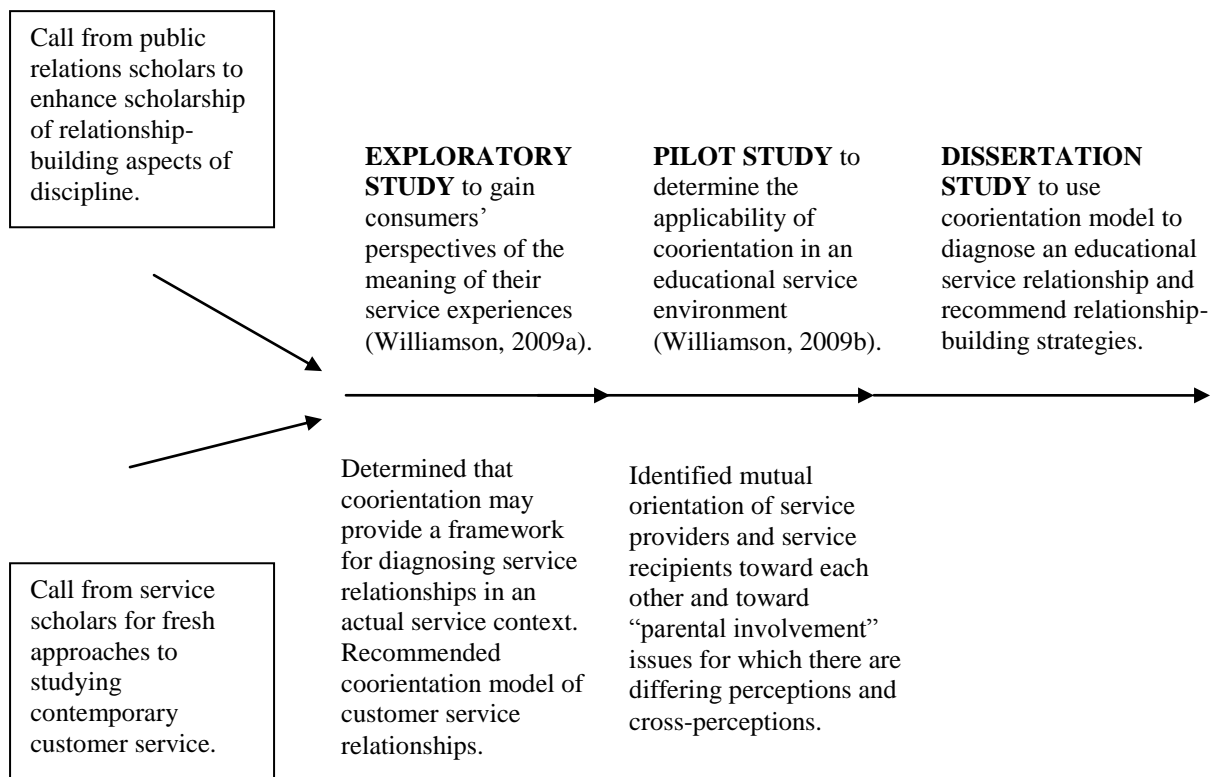 Call from public
relations scholars to
enhance scholarship
of relationship-
building aspects of
discipline.
EXPLORATORY
STUDY to gain
consumers’
perspectives of the
meaning of their
service experiences
(Williamson, 2009a).
PILOT STUDY to
determine the
applicability of
coorientation in an
educational service
environment
(Williamson, 2009b).
DISSERTATION
STUDY to use
coorientation model to
diagnose an educational
service relationship and
recommend relationship-
building strategies.
Call from service
scholars for fresh
approaches to
studying
contemporary
customer service.
Determined that
coorientation may
provide a framework
for diagnosing service
relationships in an
actual service context.
Recommended
coorientation model of
customer service
relationships.
Identified mutual
orientation of service
providers and service
recipients toward each
other and toward
“parental involvement”
issues for which there are
differing perceptions and
cross-perceptions.